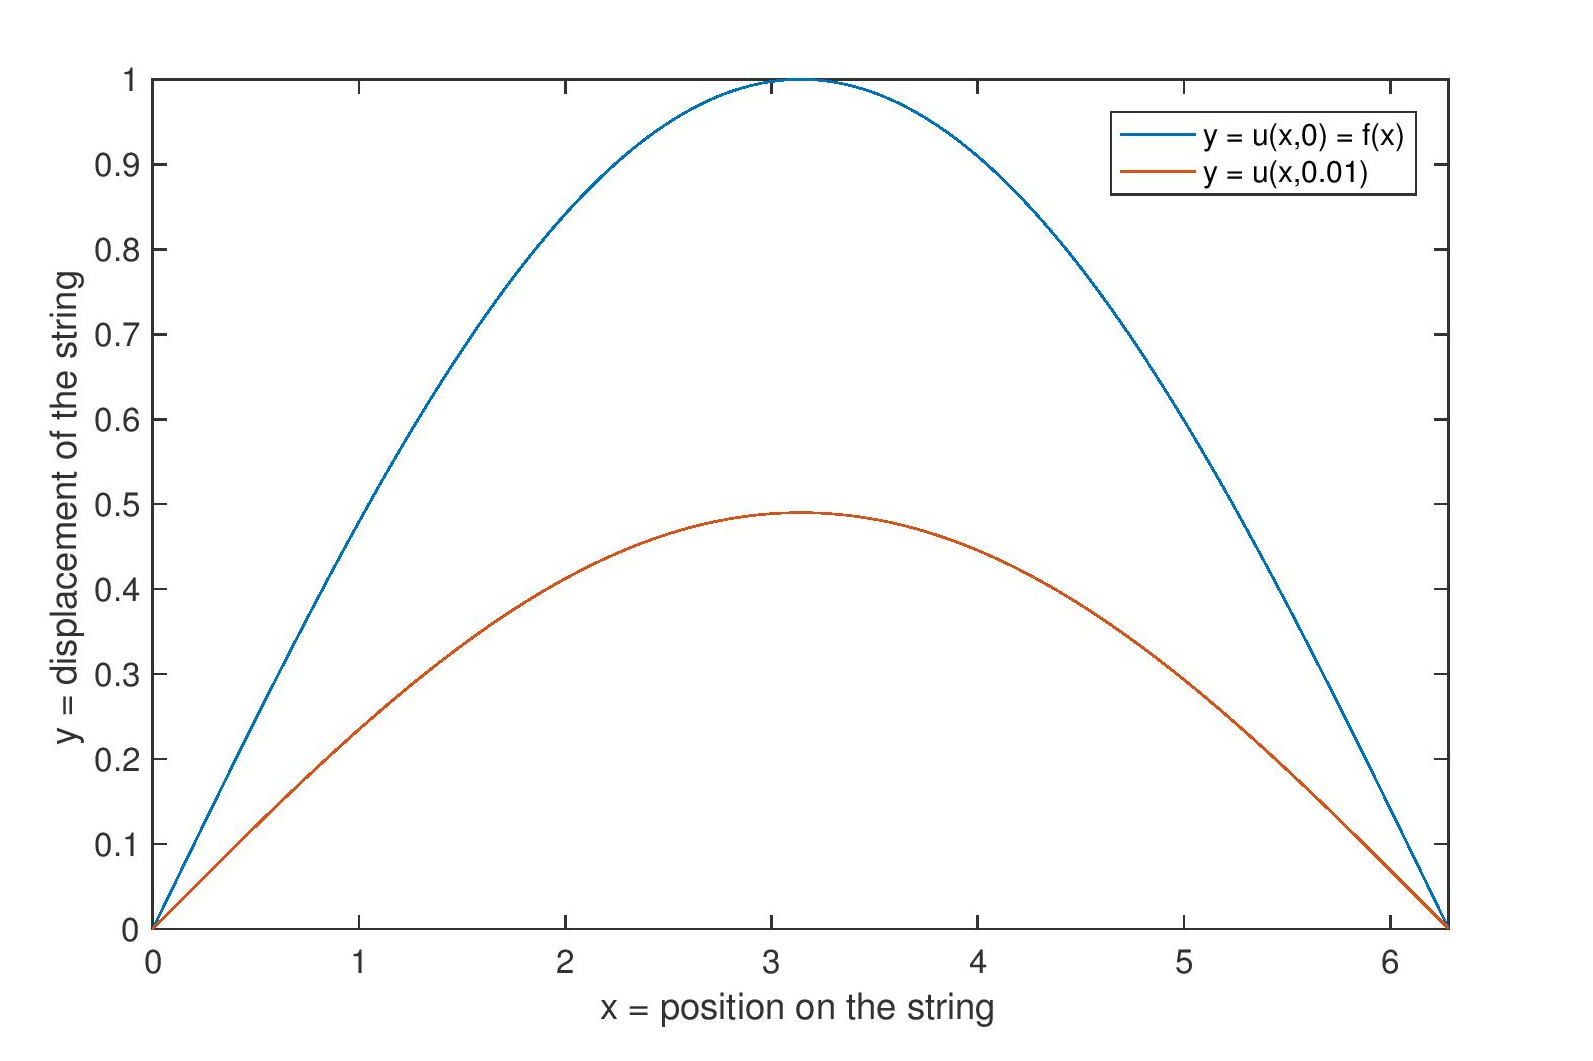 1
0.9
0.8
0.7
0.6
0.5
0.4
0.3
0.2
0.1
0
y = displacement of the string
y = u(x,0) = f(x)
y = u(x,0.01)
0 1 2 3 4 5 6
x = position on the string